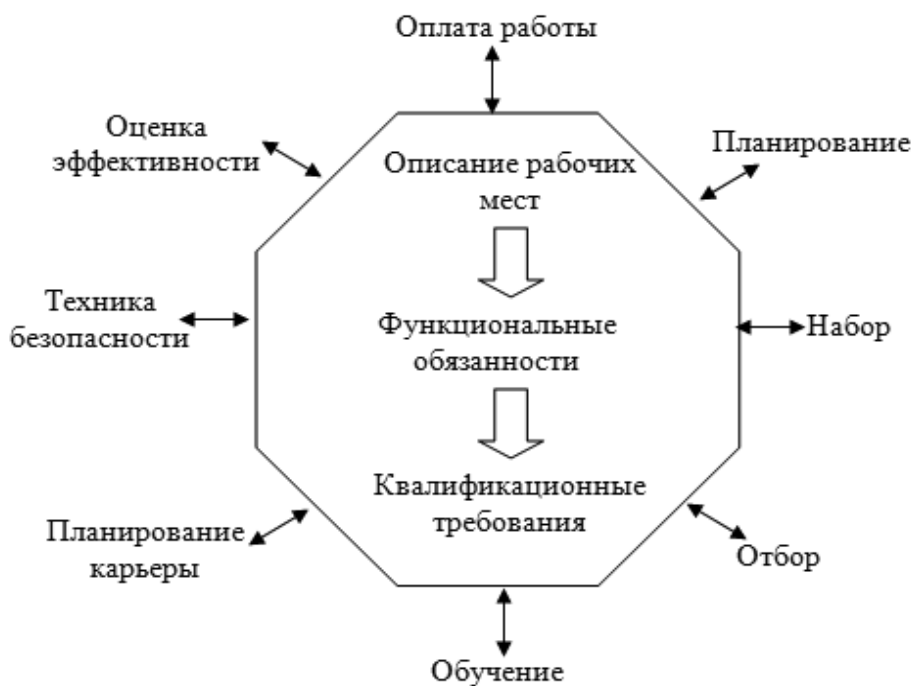 Оплата работы
Оценка
эффективности
Планирование
Описание рабочих
мест
Техника
безопасности
Функциональные
обязанности
Набор
Квалификационные
требования
Планирование
карьеры
Отбор
Обучение